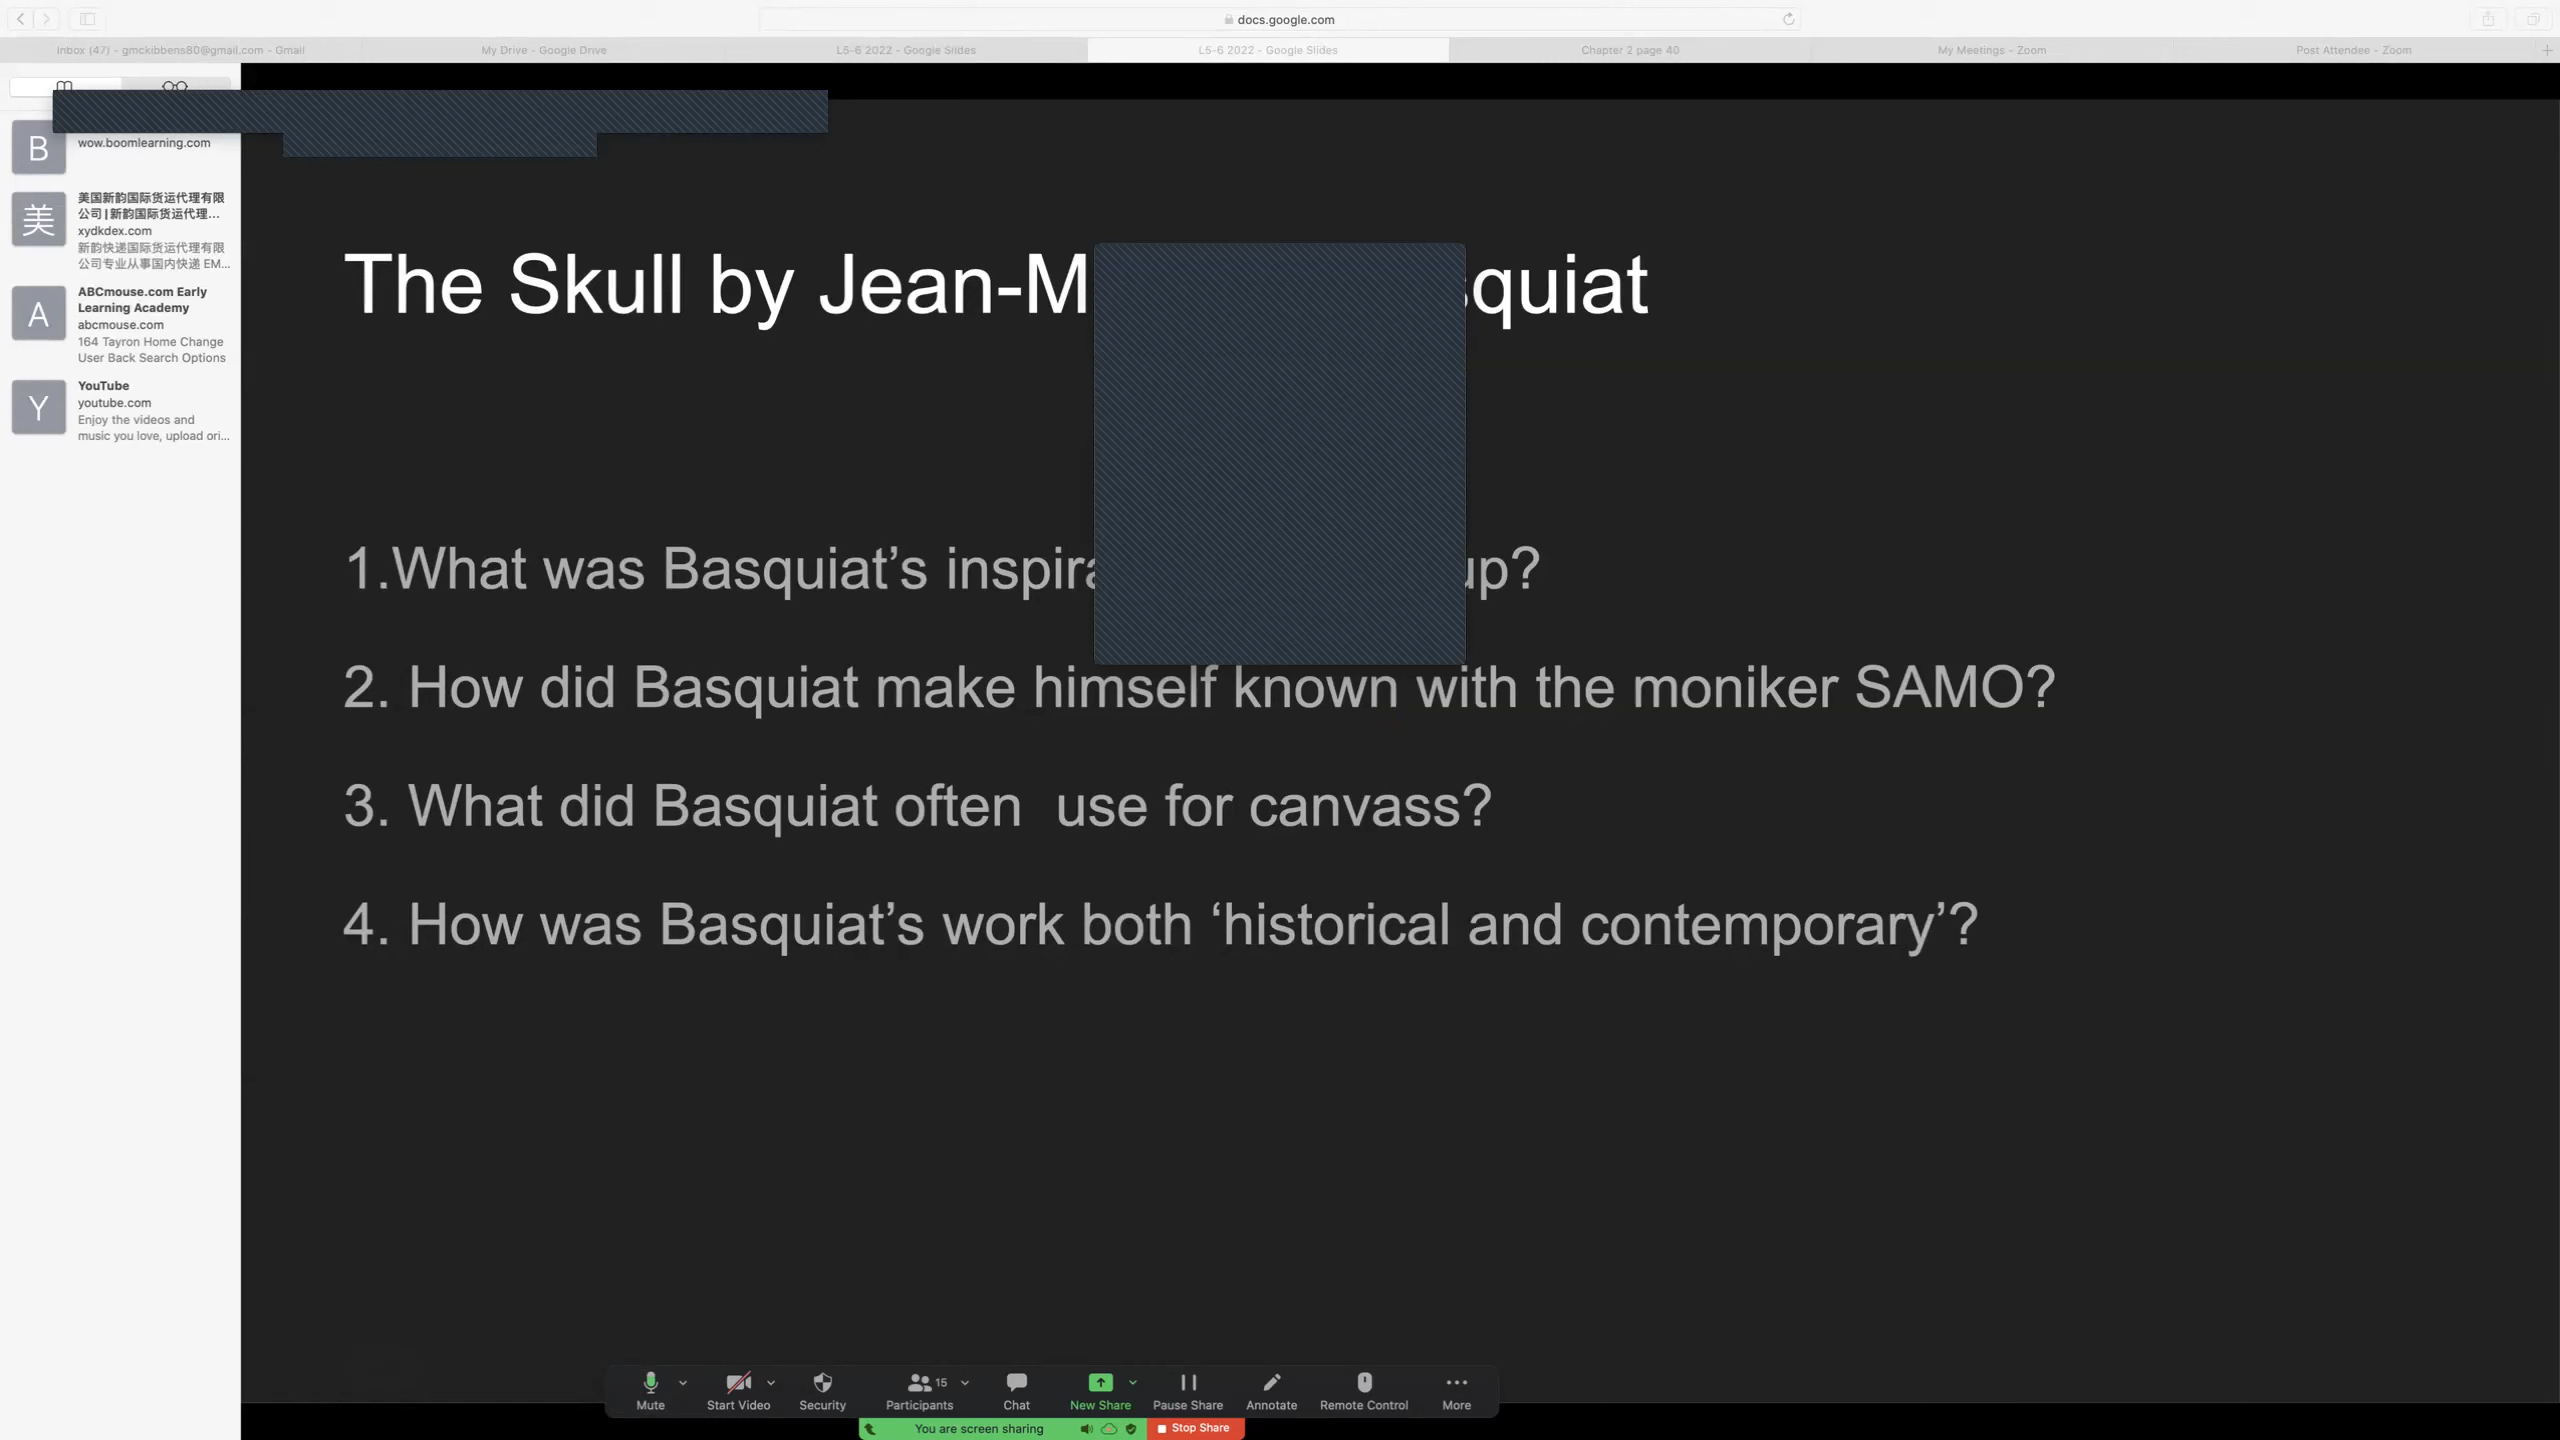 docs.google.com
Inbox (47) - gmckibbens80@gmail.com - Gmail
My Drive - Google Drive
L5-6 2022 - Google Slides
L5-6 2022 - Google Slides
Chapter 2 page 40
My Meetings - Zoom
Post Attendee - Zoom
B
wow.boomlearning.com
美
美国新韵国际货运代理有限
公司 | 新韵国际货运代理...
xydkdex.com
新韵快递国际货运代理有限
公司专业从事国内快递 EM...
A
ABCmouse.com Early
Learning Academy
abcmouse.com
164 Tayron Home Change
User Back Search Options
Y
YouTube
youtube.com
Enjoy the videos and
music you love, upload ori...
The Skull by Jean-M squiat
1.What was Basquiat’s inspira up?
2. How did Basquiat make himself known with the moniker SAMO?
3. What did Basquiat often use for canvass?
4. How was Basquiat’s work both ‘historical and contemporary’?
15
Mute
Start Video
Security
Participants
Chat
New Share
Pause Share
Annotate
Remote Control
More
You are screen sharing
Stop Share